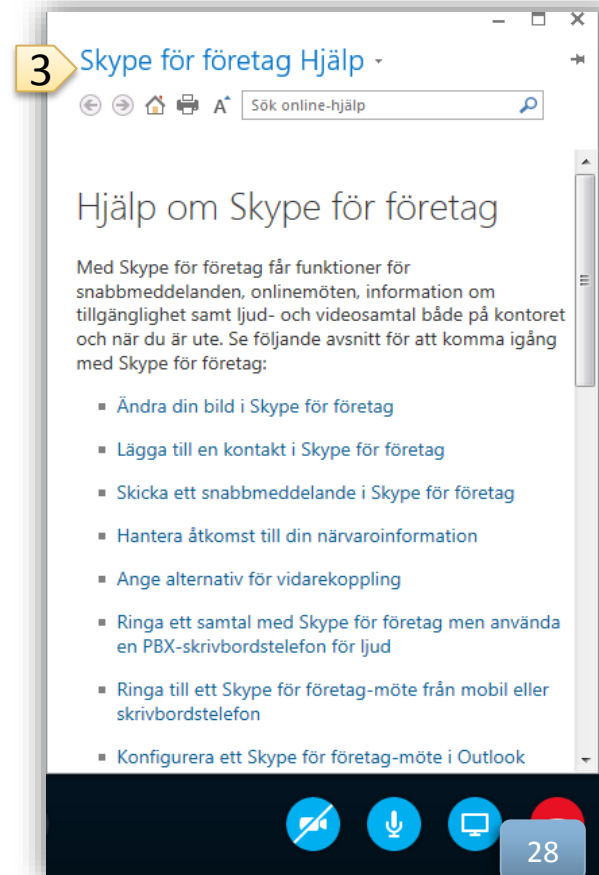 3
Skype för företag Hjälp
A
Sök online-hjälp
Hjälp om Skype för företag
Med Skype för företag får funktioner för
snabbmeddelanden, onlinemöten, information om
tillgänglighet samt ljud- och videosamtal både på kontoret
och när du är ute. Se följande avsnitt för att komma igång
med Skype för företag:
Ändra din bild i Skype för företag
Lägga till en kontakt i Skype för företag
Skicka ett snabbmeddelande i Skype för företag
Hantera åtkomst till din närvaroinformation
Ange alternativ för vidarekoppling
Ringa ett samtal med Skype för företag men använda
en PBX-skrivbordstelefon för ljud
Ringa till ett Skype för företag-möte från mobil eller
skrivbordstelefon
Konfigurera ett Skype för företag-möte i Outlook
28